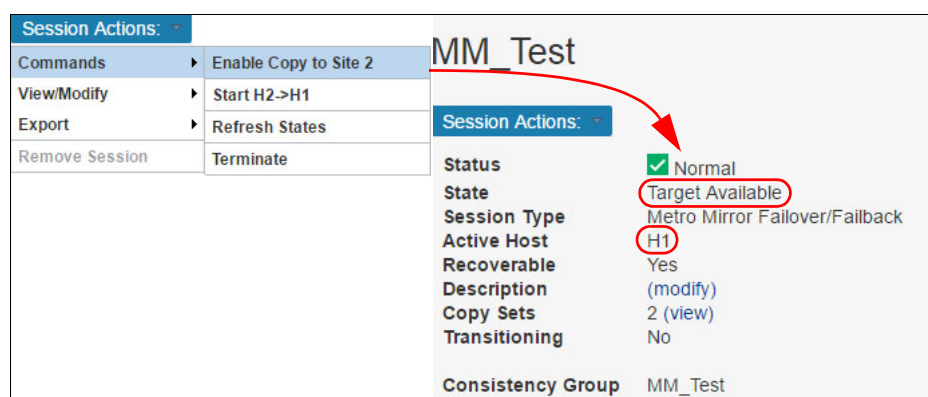 Session Actions:
Commands
View/Modify
Export
Remove Session
Enable Copy to Site 2
Start H2->H1
Refresh States
Terminate
MM_Test
Session Actions:
Status Normal
State Target Available
Session Type Metro Mirror Failover/Failback
Active Host H1
Recoverable Yes
Description (modify)
Copy Sets 2 (view)
Transitioning No
Consistency Group MM_Test